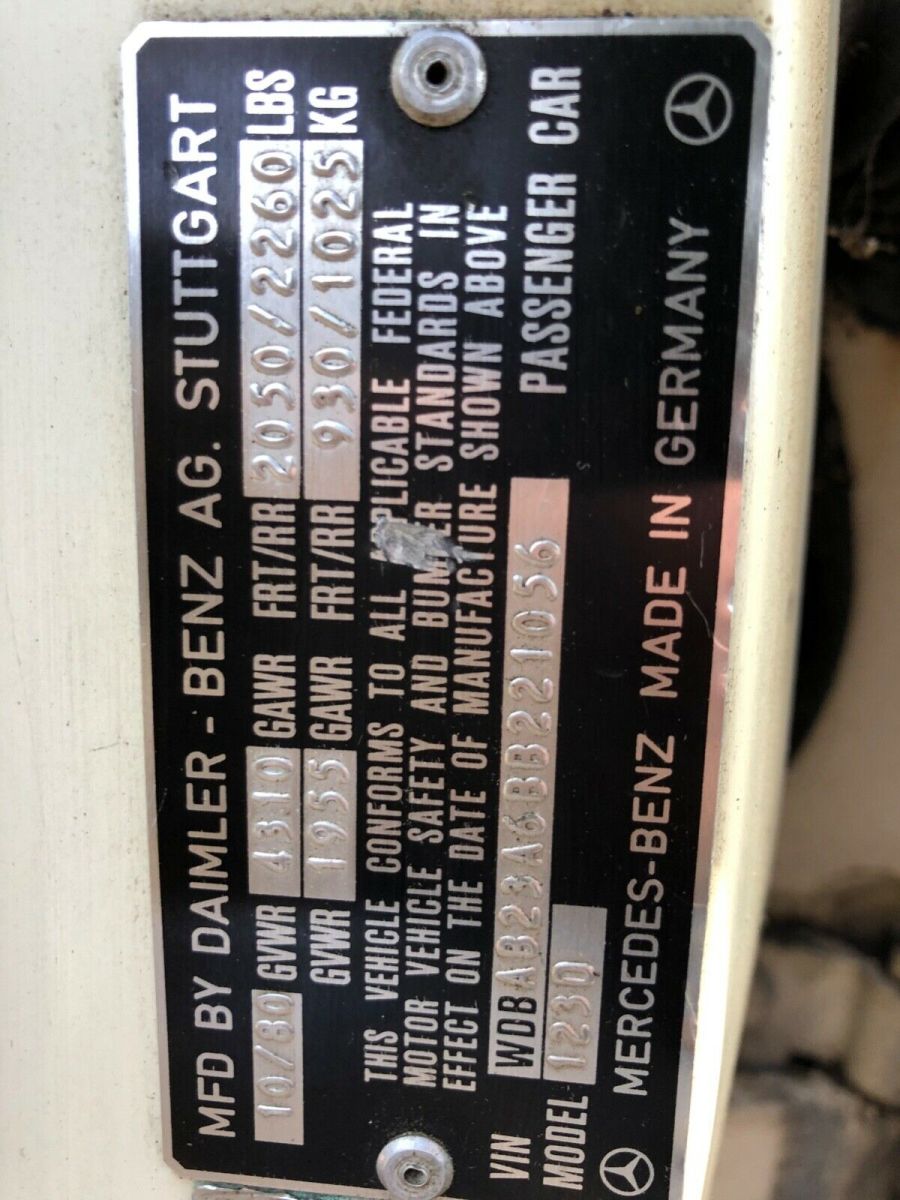 MFD BY DAIMLER - BENZ AG. STUTTGART
10/80 GVWR 4310 GAWR FRT/RR 2050/2260 LBS
GVWR 1955 GAWR FRT/RR 930/1025 KG
THIS VEHICLE CONFORMS TO ALL APPLICABLE FEDERAL
MOTOR VEHICLE SAFETY AND BUMPER STANDARDS IN
EFFECT ON THE DATE OF MANUFACTURE SHOWN ABOVE
VIN WDBAB23A6BB221056 PASSENGER CAR
MODEL 123D
MERCEDES-BENZ MADE IN GERMANY